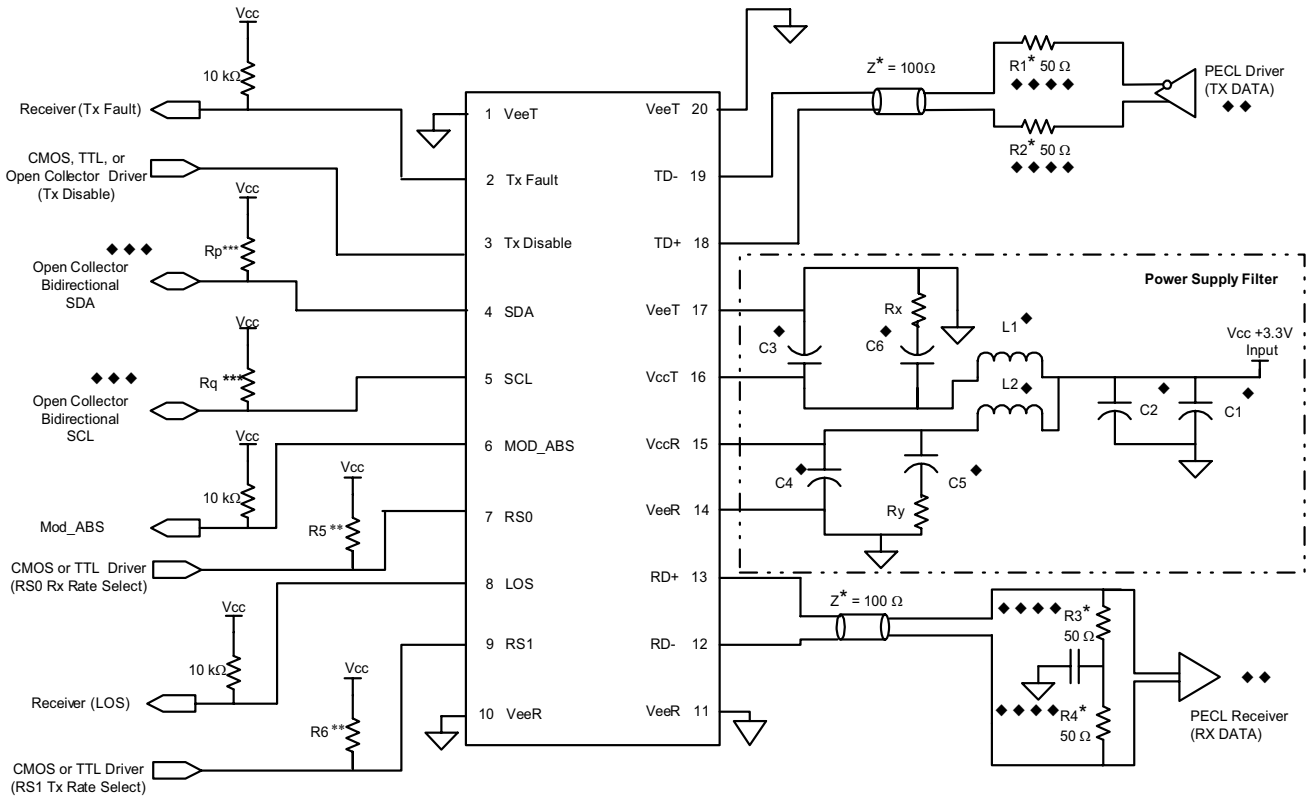 Vcc
10 kΩ
Receiver (Tx Fault)
CMOS, TTL, or
Open Collector Driver
(Tx Disable)
Vcc
◆ ◆ ◆
Rp***
Open Collector
Bidirectional
SDA
Vcc
◆ ◆ ◆
Rq ***
Open Collector
Bidirectional
SCL
Vcc
10 kΩ
Mod_ABS
Vcc
R5 **
CMOS or TTL Driver
(RS0 Rx Rate Select)
Vcc
10 kΩ
Receiver (LOS)
Vcc
R6 **
CMOS or TTL Driver
(RS1 Tx Rate Select)
1 VeeT
2 Tx Fault
3 Tx Disable
4 SDA
5 SCL
6 MOD_ABS
7 RS0
8 LOS
9 RS1
10 VeeR
VeeT 20
TD- 19
TD+ 18
VeeT 17
VccT 16
VccR 15
VeeR 14
RD+ 13
RD- 12
VeeR 11
Z* = 100Ω
R1* 50 Ω
◆ ◆ ◆ ◆
R2* 50 Ω
◆ ◆ ◆ ◆
PECL Driver
(TX DATA)
◆ ◆
Power Supply Filter
Rx
C3 ◆
C6 ◆
L1 ◆
L2 ◆
Vcc +3.3V
Input
C2 ◆
C1 ◆
C4 ◆
C5 ◆
Ry
Z* = 100 Ω
◆ ◆ ◆ ◆
R3*
50 Ω
◆ ◆ ◆ ◆
R4*
50 Ω
◆ ◆
PECL Receiver
(RX DATA)